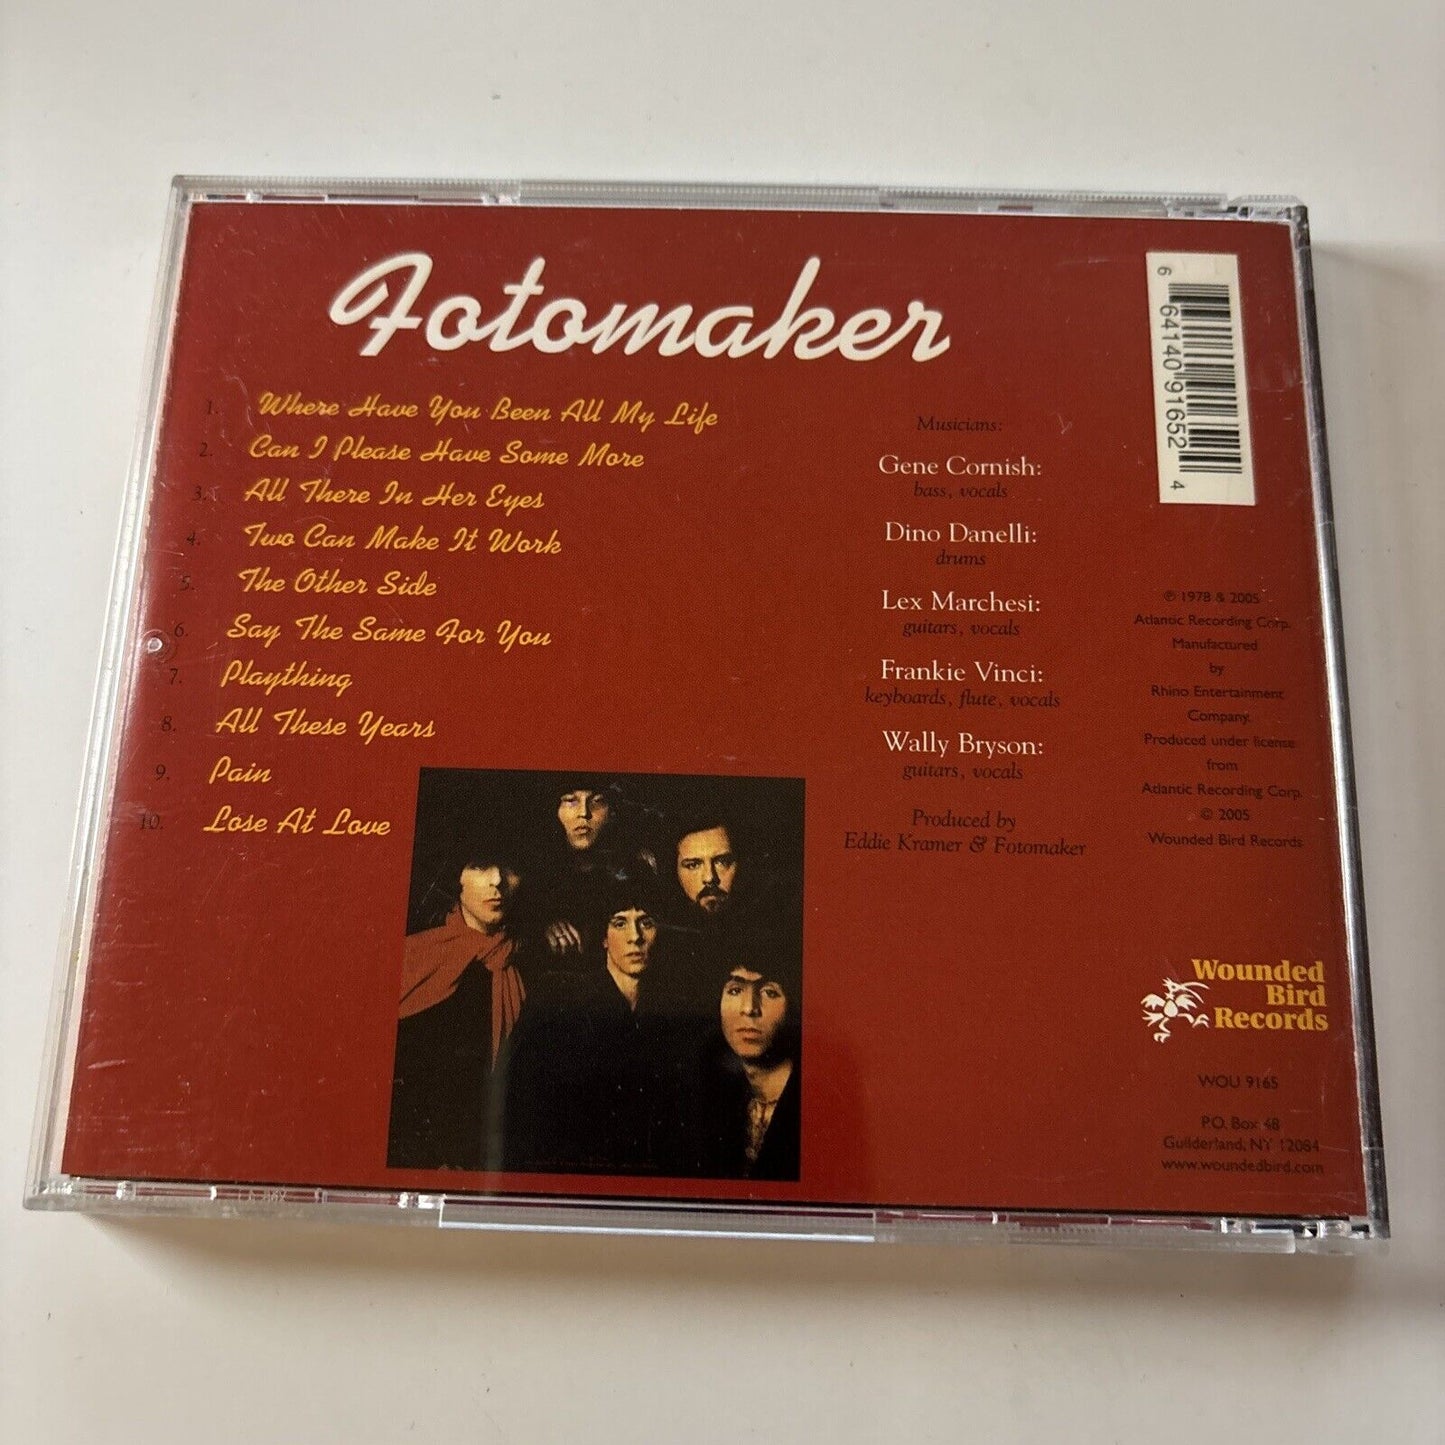 Fotomaker
1. Where Have You Been All My Life
2. Can I Please Have Some More
3. All There In Her Eyes
4. Two Can Make It Work
5. The Other Side
6. Say The Same For You
7. Plaything
8. All These Years
9. Pain
10. Lose At Love
Musicians:
Gene Cornish:
bass, vocals
Dino Danelli:
drums
Lex Marchesi:
guitars, vocals
Frankie Vinci:
keyboards, flute, vocals
Wally Bryson:
guitars, vocals
Produced by
Eddie Kramer & Fotomaker
6 64140 91652 4
℗ 1978 & 2005
Atlantic Recording Corp.
Manufactured
by
Rhino Entertainment
Company.
Produced under license
from
Atlantic Recording Corp.
© 2005
Wounded Bird Records
Wounded
Bird
Records
WOU 9165
P.O. Box 48
Guilderland, NY 12084
www.woundedbird.com